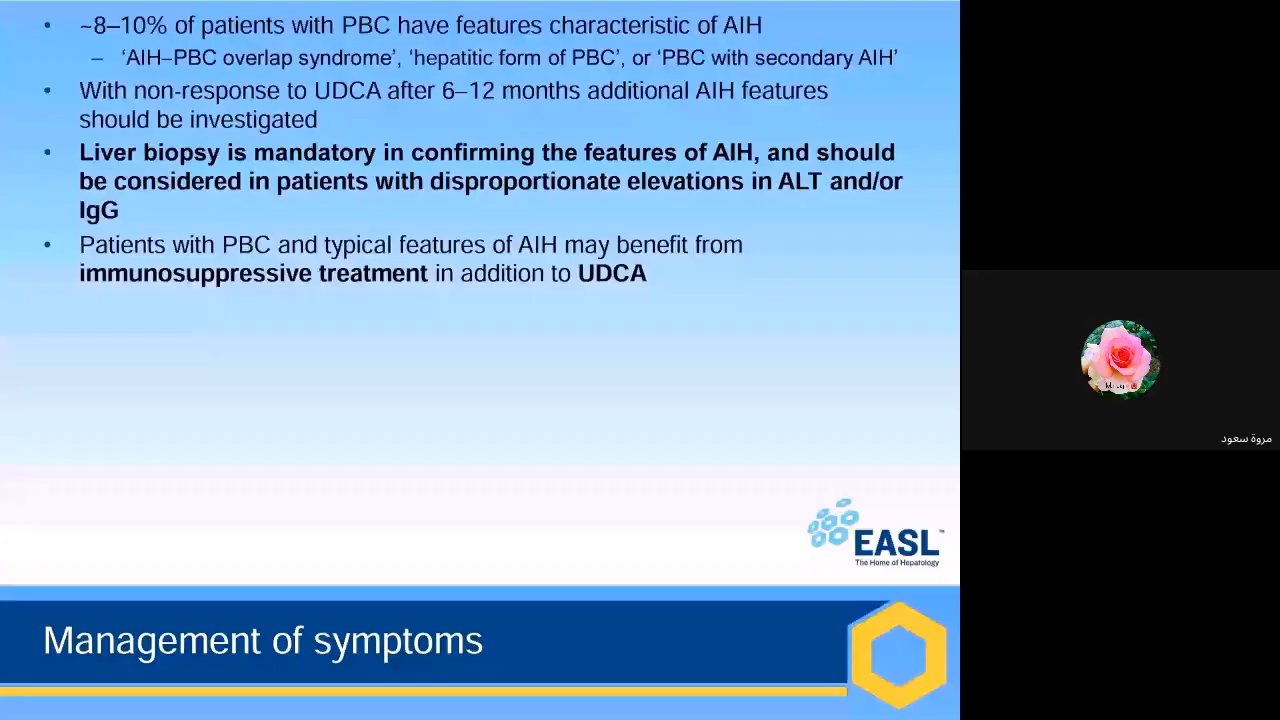 • ~8–10% of patients with PBC have features characteristic of AIH
– ‘AIH–PBC overlap syndrome’, ‘hepatitic form of PBC’, or ‘PBC with secondary AIH’
• With non-response to UDCA after 6–12 months additional AIH features
should be investigated
• Liver biopsy is mandatory in confirming the features of AIH, and should
be considered in patients with disproportionate elevations in ALT and/or
IgG
• Patients with PBC and typical features of AIH may benefit from
immunosuppressive treatment in addition to UDCA
EASL™
The Home of Hepatology
Management of symptoms
مروة سعود